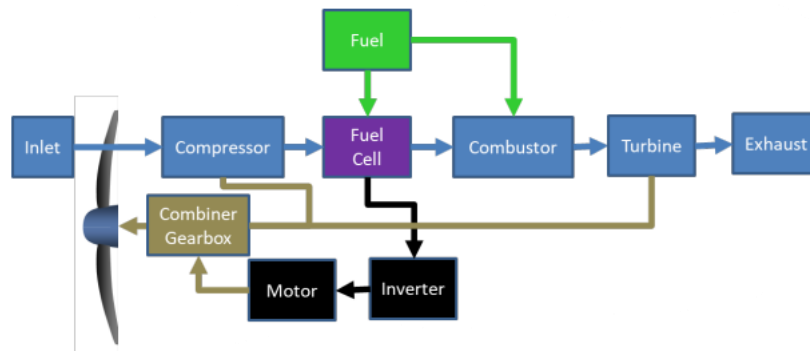 Fuel
Inlet
Compressor
Fuel
Cell
Combustor
Turbine
Exhaust
Combiner
Gearbox
Motor
Inverter